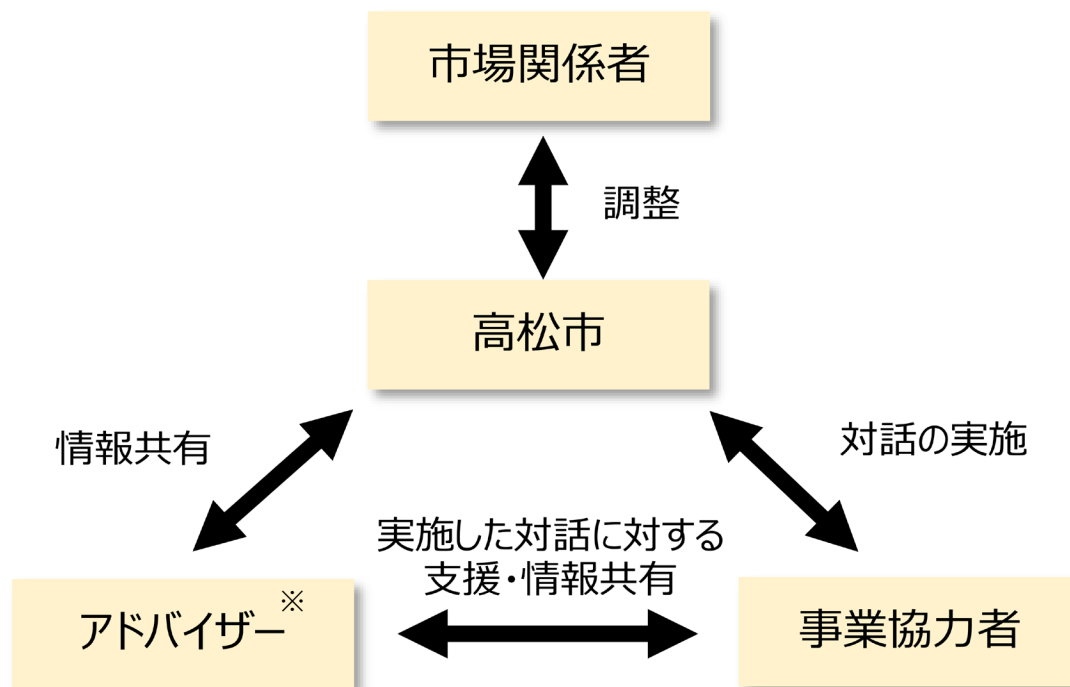 市場関係者
調整
高松市
情報共有
対話の実施
実施した対話に対する
支援・情報共有
アドバイザー※
事業協力者